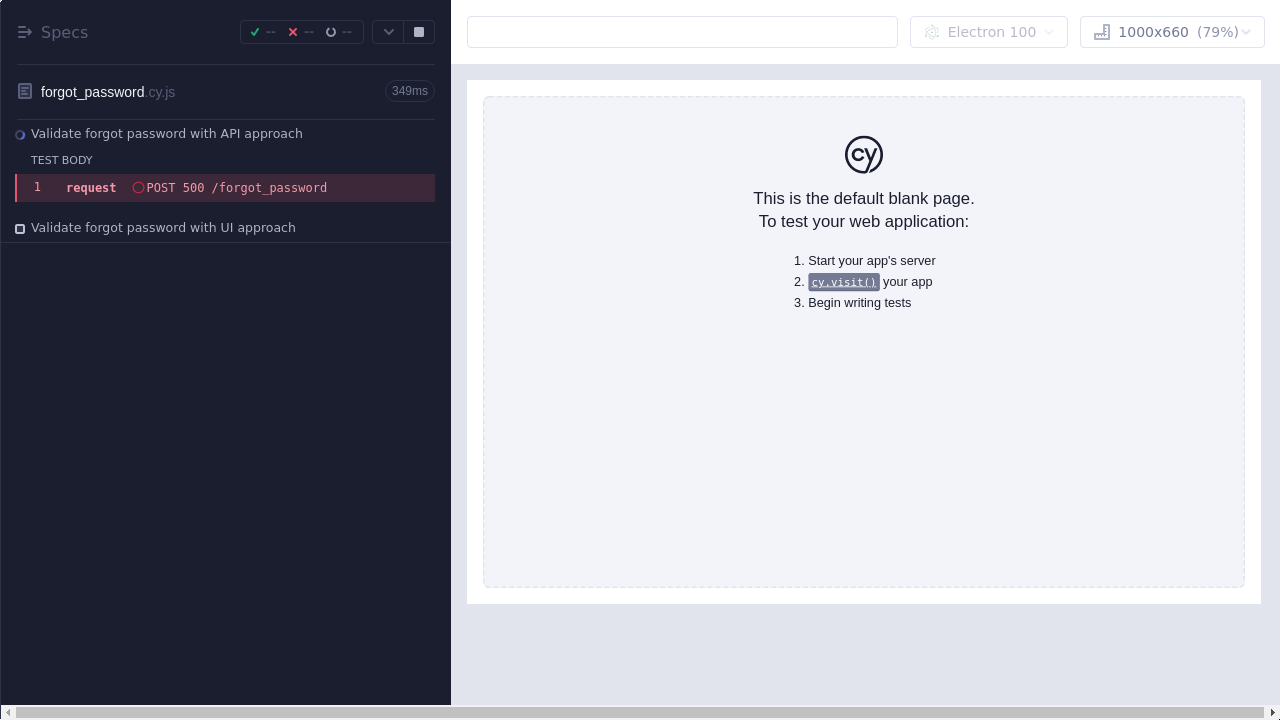 Specs
--
--
--
forgot_password.cy.js
349ms
Validate forgot password with API approach
TEST BODY
1 request POST 500 /forgot_password
Validate forgot password with UI approach
Electron 100
1000x660 (79%)
cy
This is the default blank page.
To test your web application:
1. Start your app's server
2. cy.visit() your app
3. Begin writing tests